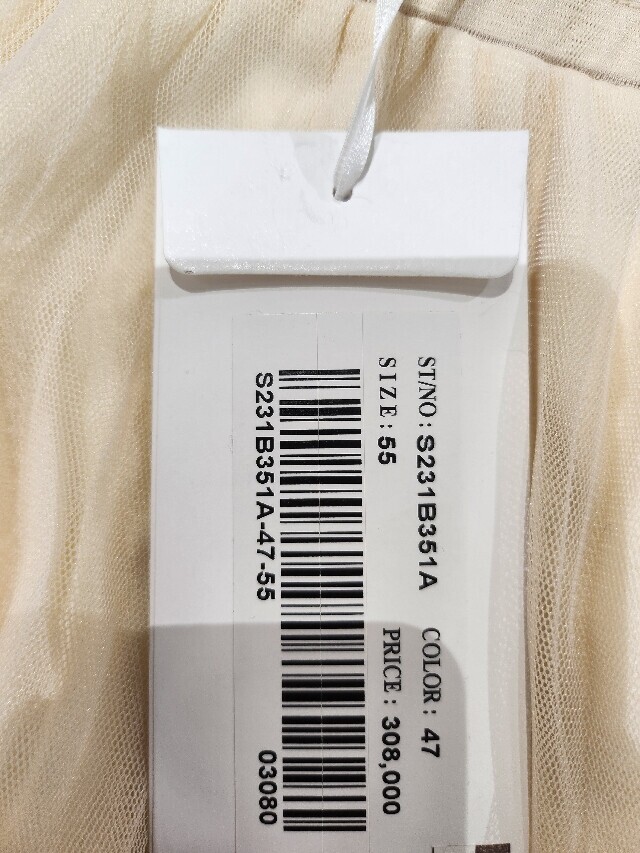 ST/NO: S231B351A COLOR: 47
SIZE: 55 PRICE: 308,000
S231B351A-47-55 03080